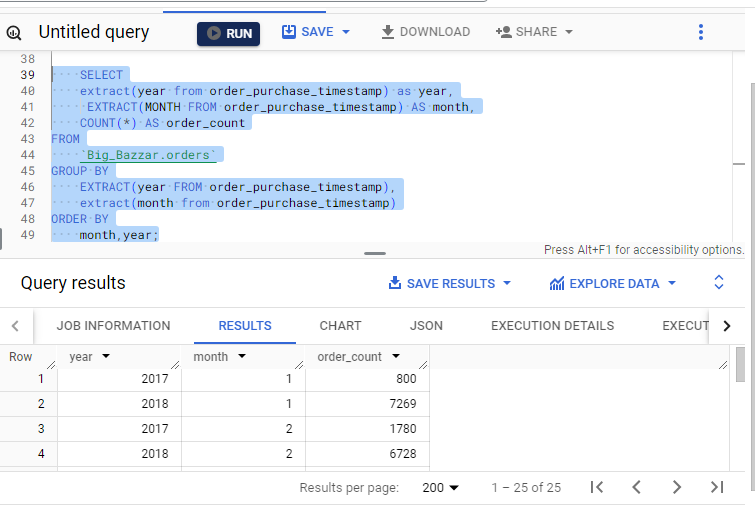 Untitled query RUN SAVE DOWNLOAD SHARE
38
39 SELECT
40 extract(year from order_purchase_timestamp) as year,
41 EXTRACT(MONTH FROM order_purchase_timestamp) AS month,
42 COUNT(*) AS order_count
43 FROM
44 `Big_Bazzar.orders`
45 GROUP BY
46 EXTRACT(year FROM order_purchase_timestamp),
47 extract(month from order_purchase_timestamp)
48 ORDER BY
49 month,year;
Press Alt+F1 for accessibility options.
Query results SAVE RESULTS EXPLORE DATA
JOB INFORMATION RESULTS CHART JSON EXECUTION DETAILS EXECUT
Row year month order_count
1 2017 1 800
2 2018 1 7269
3 2017 2 1780
4 2018 2 6728
Results per page: 200 1 – 25 of 25